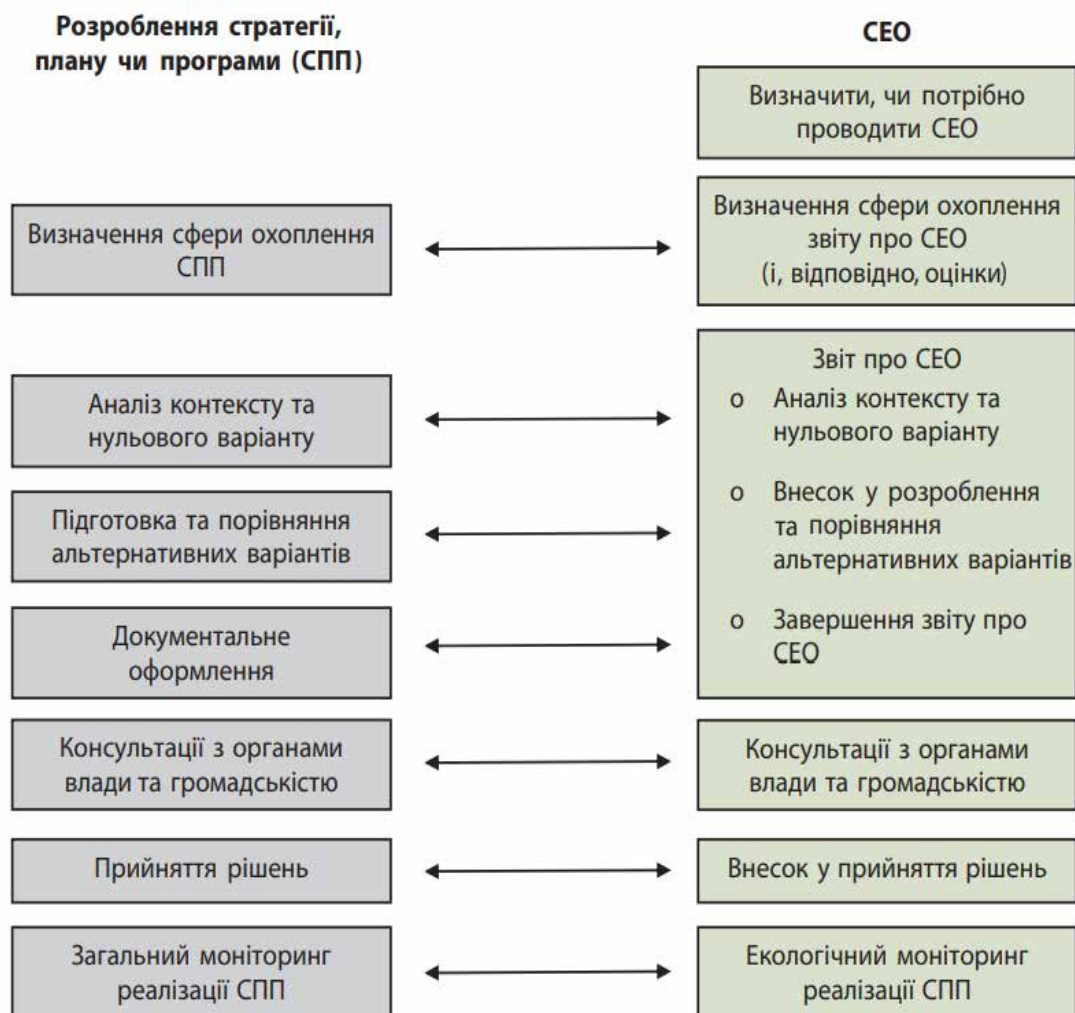 Розроблення стратегії,
плану чи програми (СПП)
СЕО
Визначити, чи потрібно
проводити СЕО
Визначення сфери охоплення
СПП
Визначення сфери охоплення
звіту про СЕО
(і, відповідно, оцінки)
Аналіз контексту та
нульового варіанту
Підготовка та порівняння
альтернативних варіантів
Документальне
оформлення
Звіт про СЕО
о Аналіз контексту та
нульового варіанту
о Внесок у розроблення
та порівняння
альтернативних варіантів
о Завершення звіту про
СЕО
Консультації з органами
влади та громадськістю
Консультації з органами
влади та громадськістю
Прийняття рішень
Внесок у прийняття рішень
Загальний моніторинг
реалізації СПП
Екологічний моніторинг
реалізації СПП